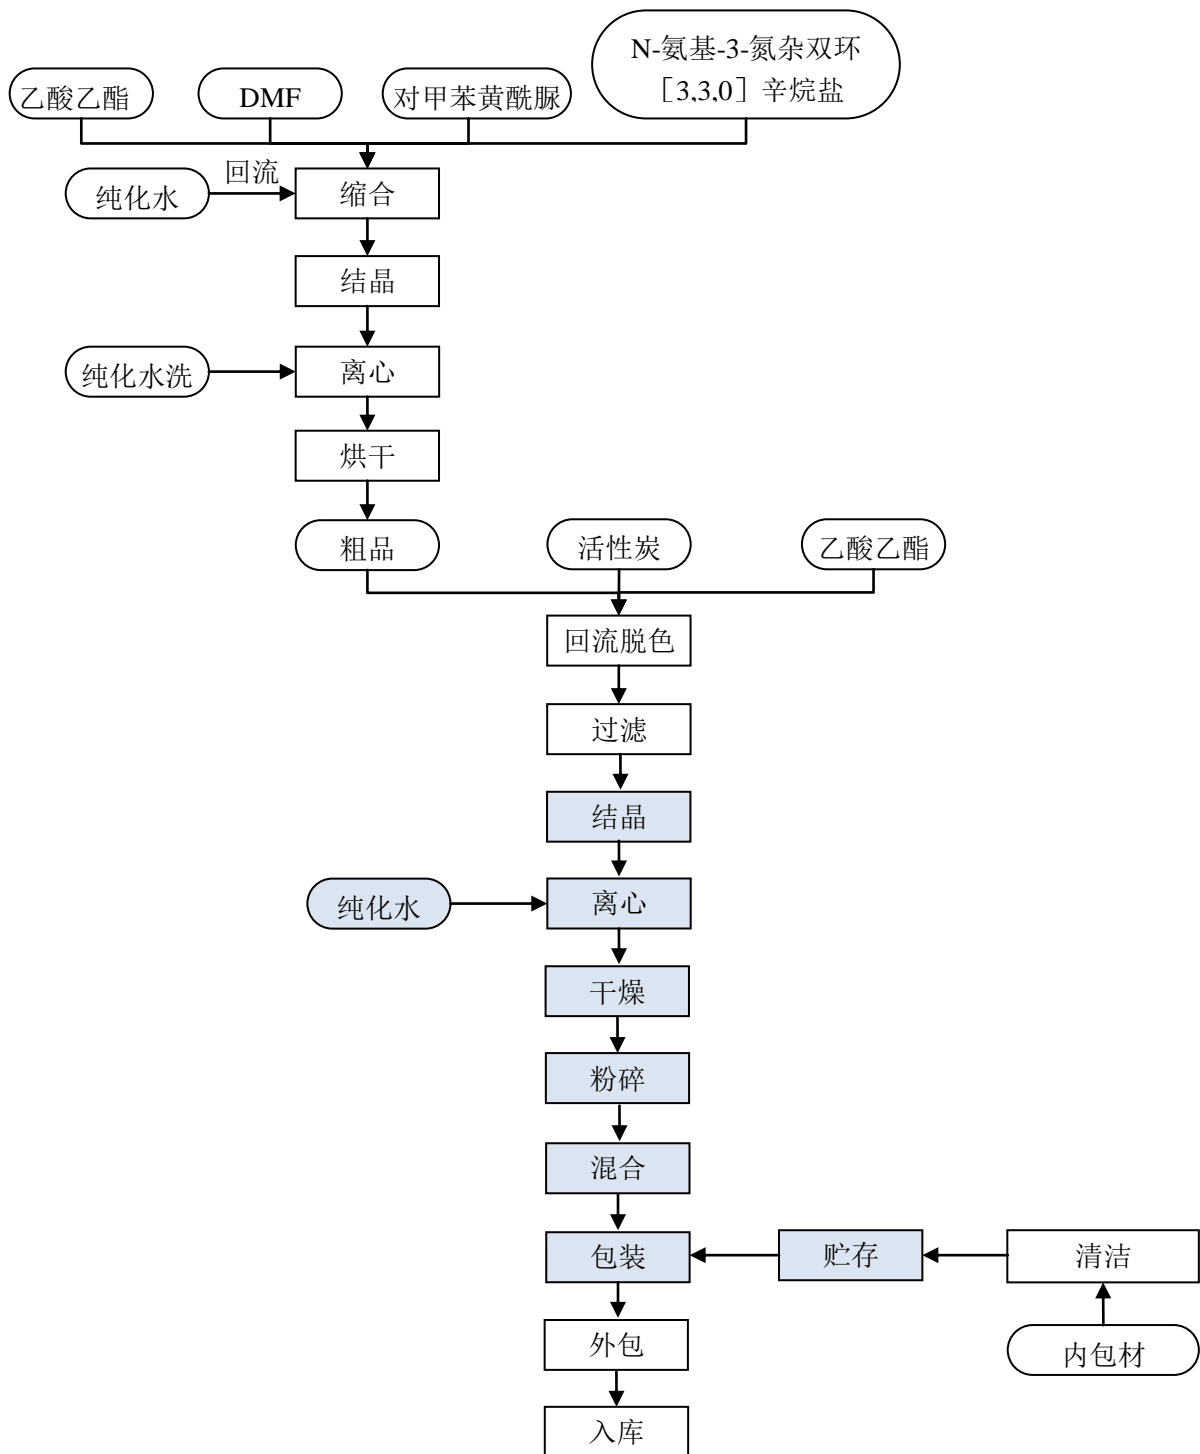 N-氨基-3-氮杂双环
［3,3,0］辛烷盐
乙酸乙酯
DMF
对甲苯黄酰脲
纯化水
回流
缩合
结晶
纯化水洗
离心
烘干
粗品
活性炭
乙酸乙酯
回流脱色
过滤
结晶
纯化水
离心
干燥
粉碎
混合
包装
贮存
清洁
外包
内包材
入库